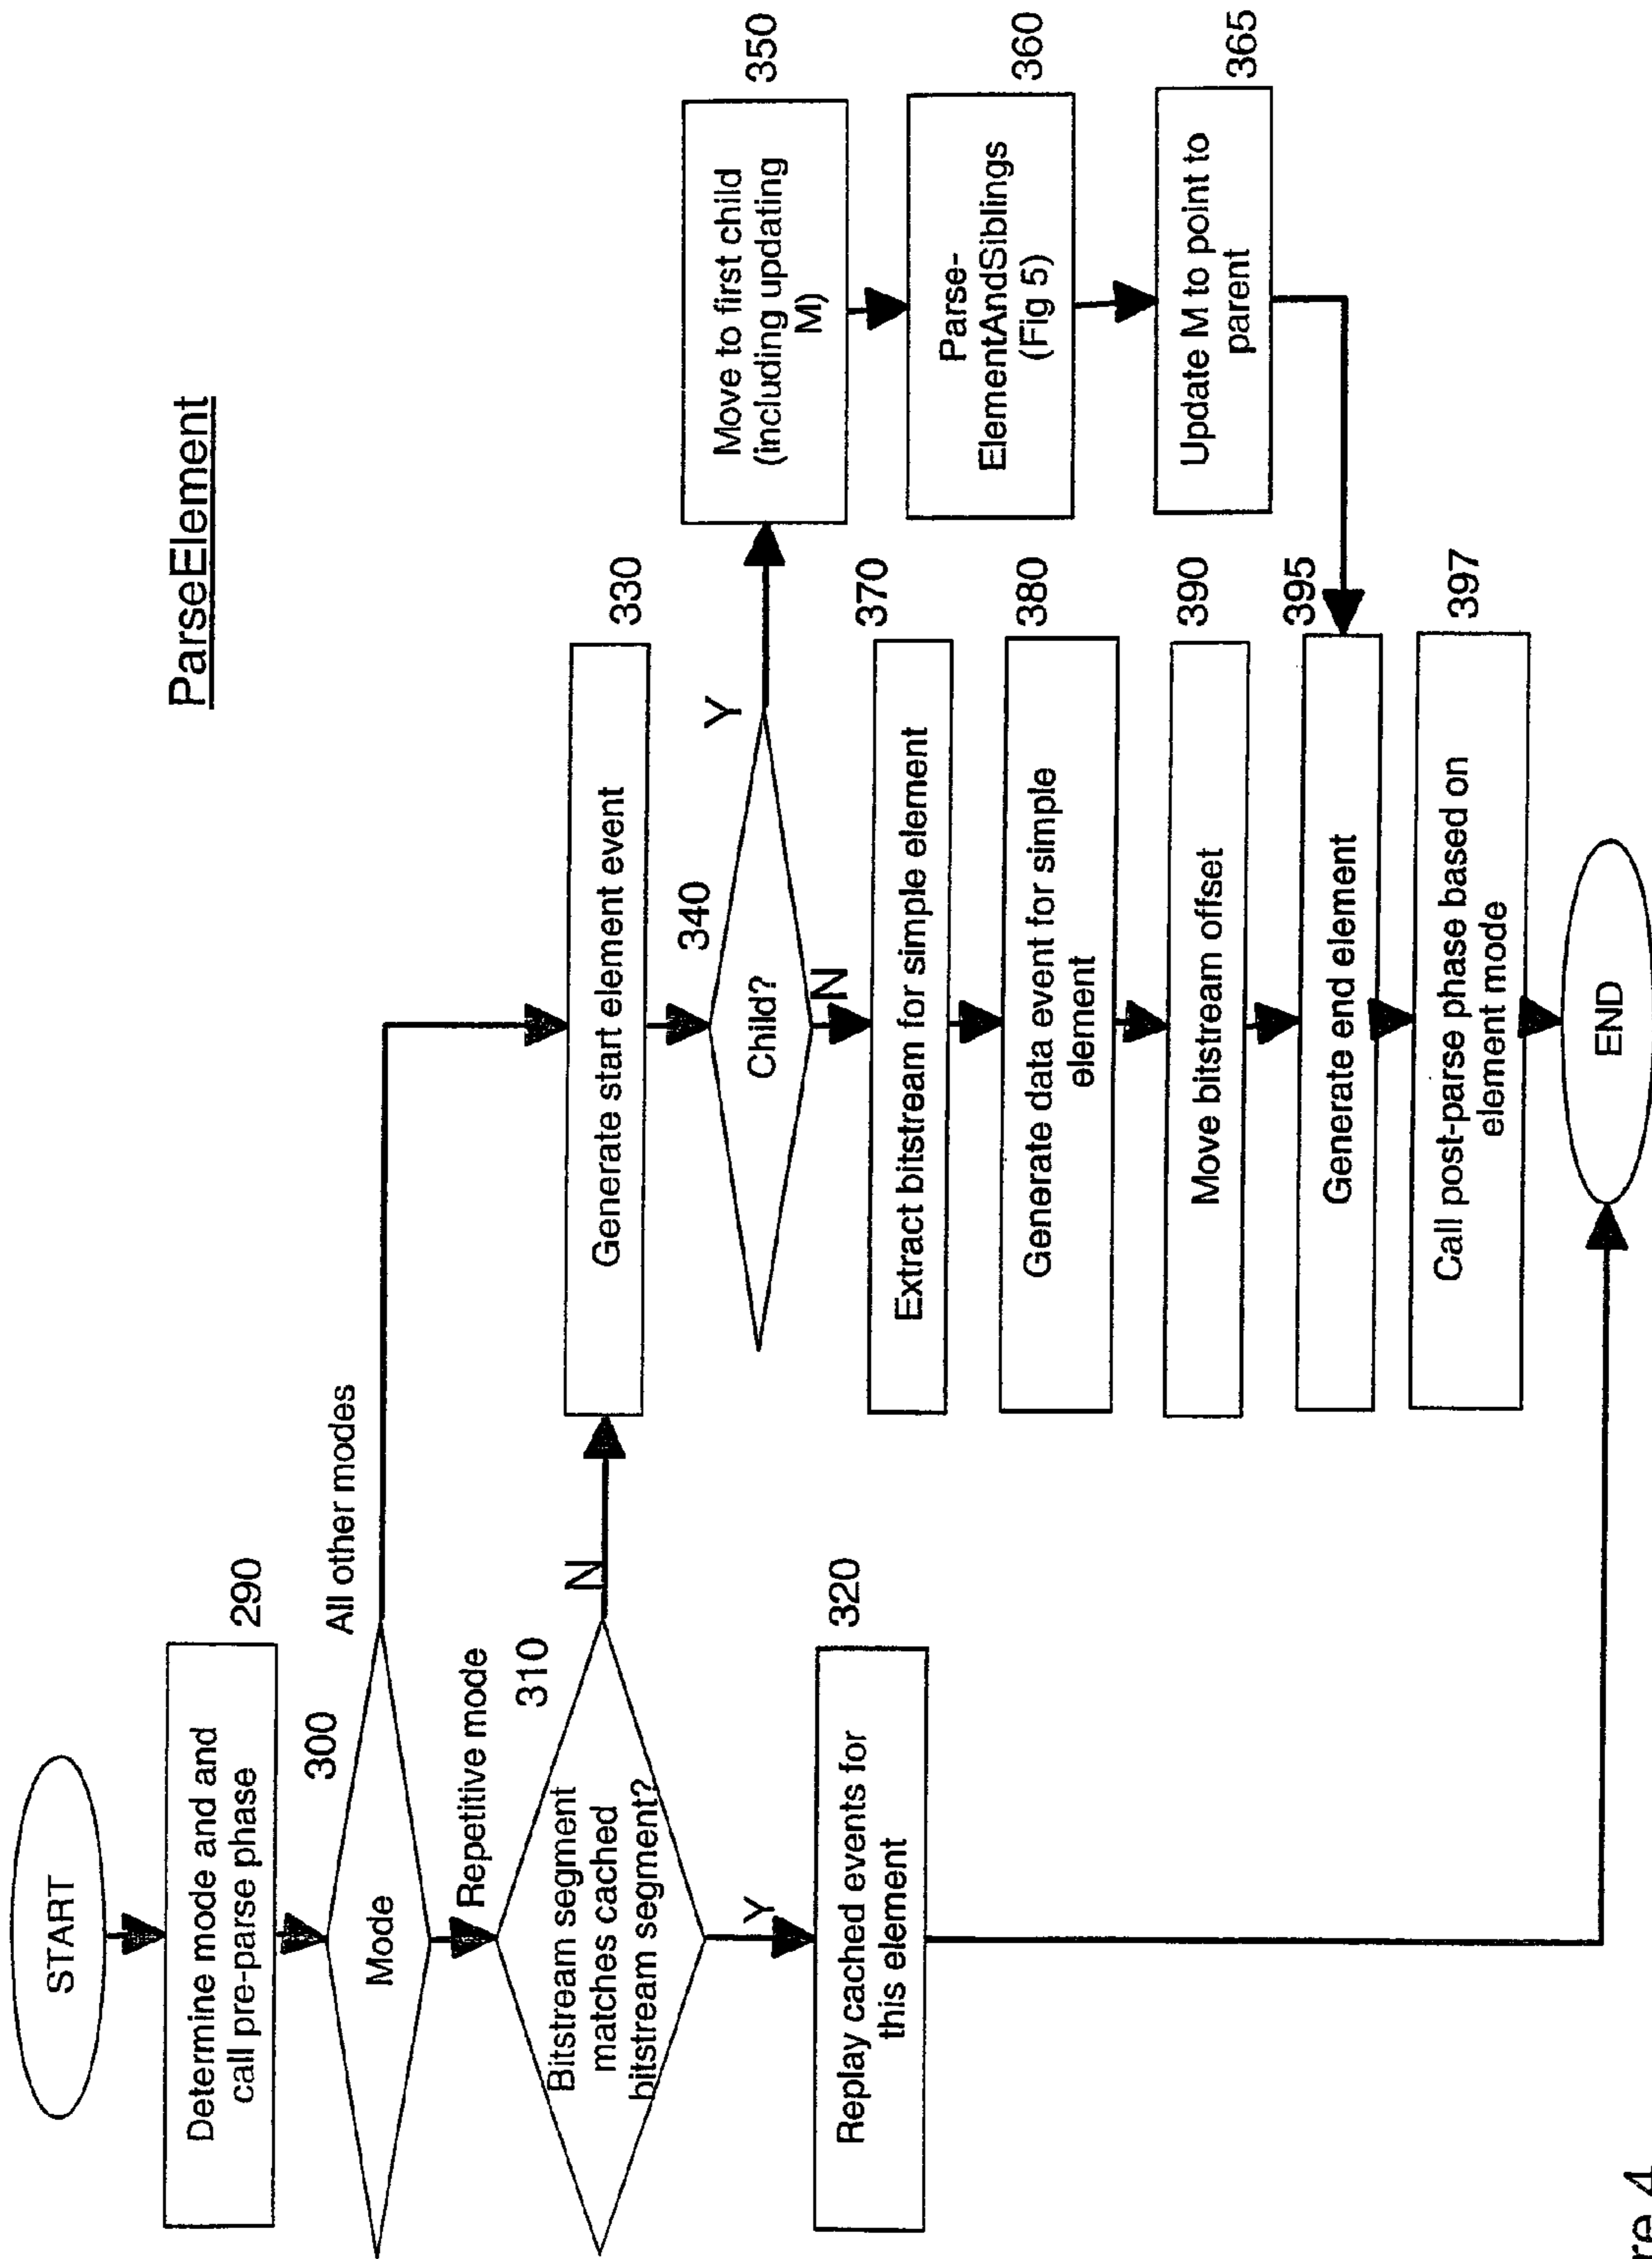 ParseElement
START
Determine mode and
call pre-parse phase
290
Mode
300
All other modes
Repetitive mode
Bitstream segment
matches cached
bitstream segment?
310
N
Y
Replay cached events for
this element
320
Generate start element event
330
Child?
340
Y
N
Move to first child
(including updating
M)
350
Parse-
ElementAndSiblings
(Fig 5)
360
Update M to point to
parent
365
Extract bitstream for simple element
370
Generate data event for simple
element
380
Move bitstream offset
390
Generate end element
395
Call post-parse phase based on
element mode
397
END
re 4